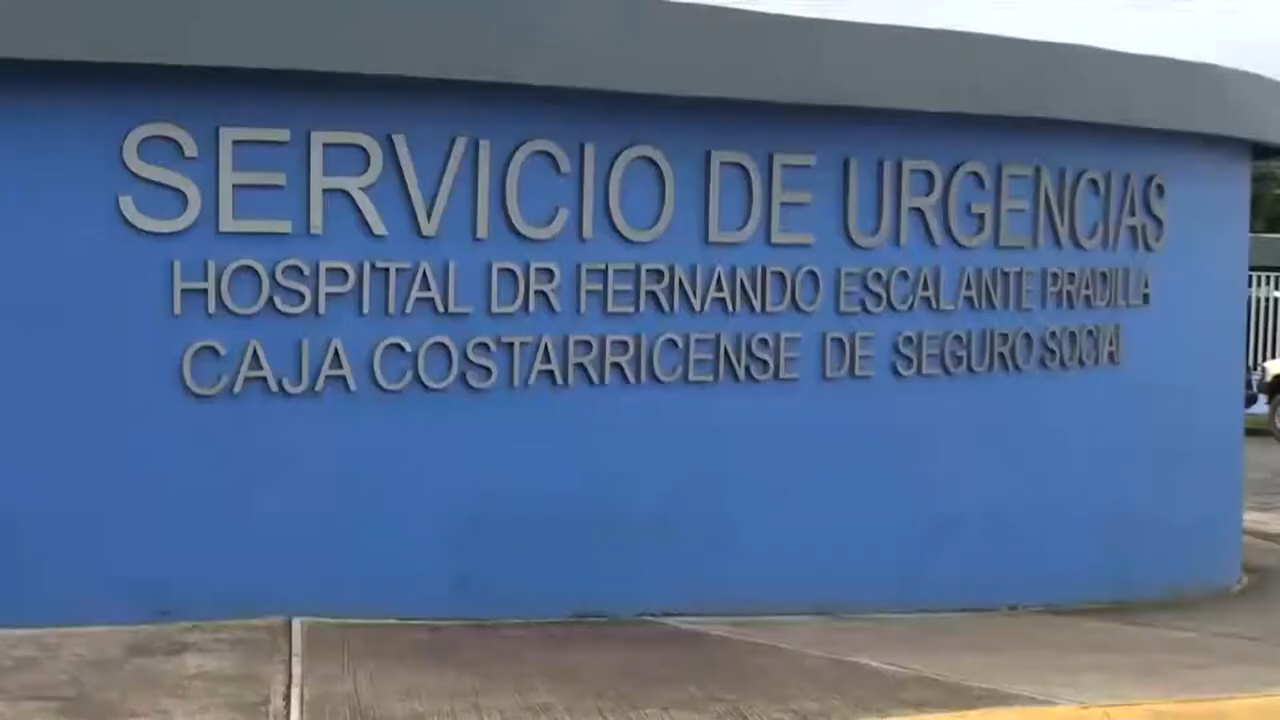 SERVICIO DE URGENCIAS
HOSPITAL DR FERNANDO ESCALANTE PRADILLA
CAJA COSTARRICENSE DE SEGURO SOCIAL